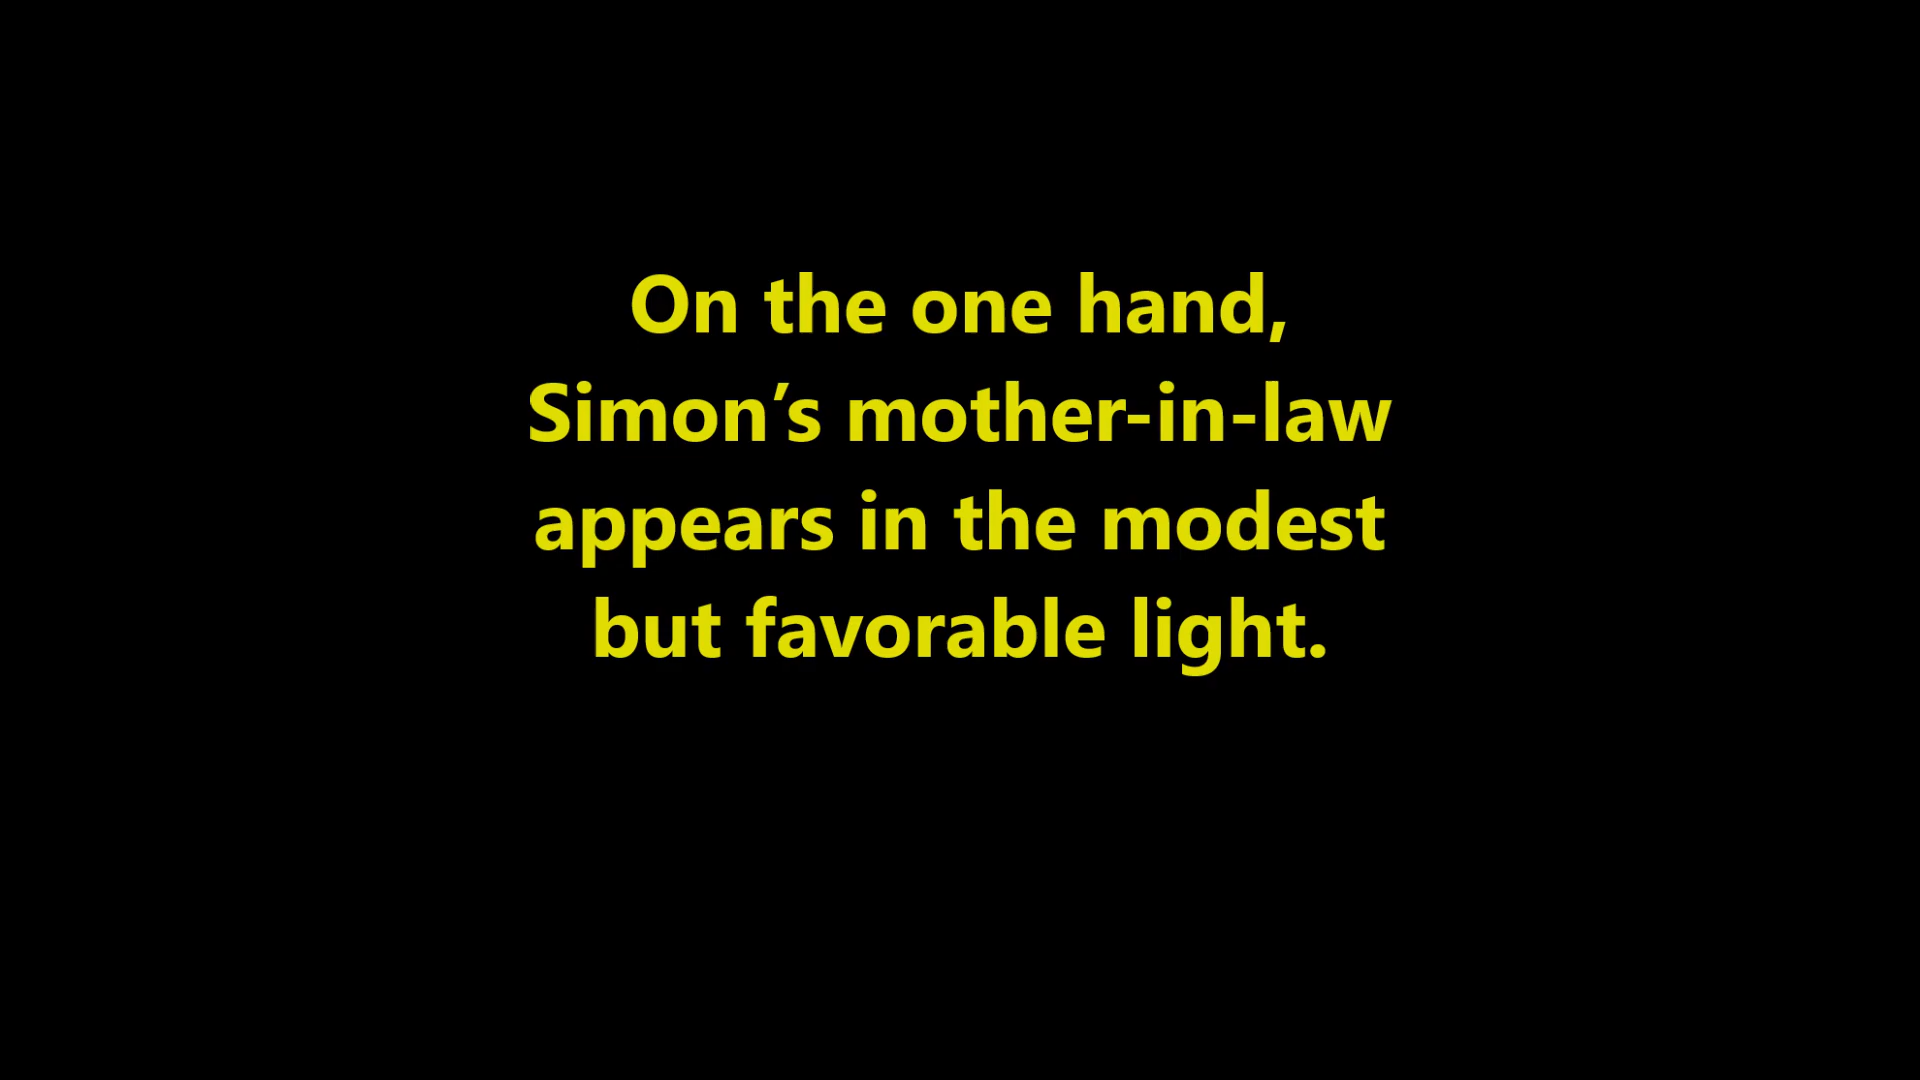 On the one hand,
Simon’s mother-in-law
appears in the modest
but favorable light.